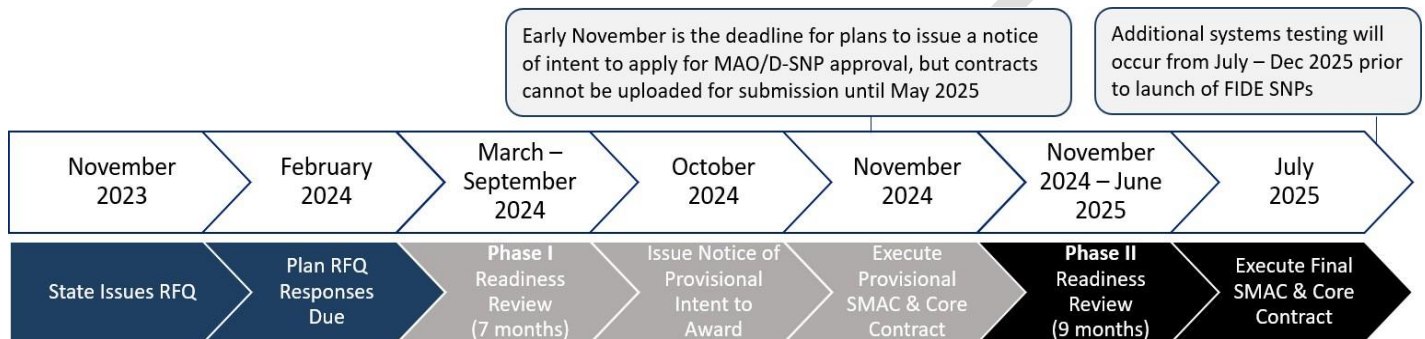 Early November is the deadline for plans to issue a notice
of intent to apply for MAO/D-SNP approval, but contracts
cannot be uploaded for submission until May 2025
Additional systems testing will
occur from July – Dec 2025 prior
to launch of FIDE SNPs
November
2023
February
2024
March –
September
2024
October
2024
November
2024
November
2024 – June
2025
July
2025
State Issues RFQ
Plan RFQ
Responses
Due
Phase I
Readiness
Review
(7 months)
Issue Notice of
Provisional
Intent to
Award
Execute
Provisional
SMAC & Core
Contract
Phase II
Readiness
Review
(9 months)
Execute Final
SMAC & Core
Contract